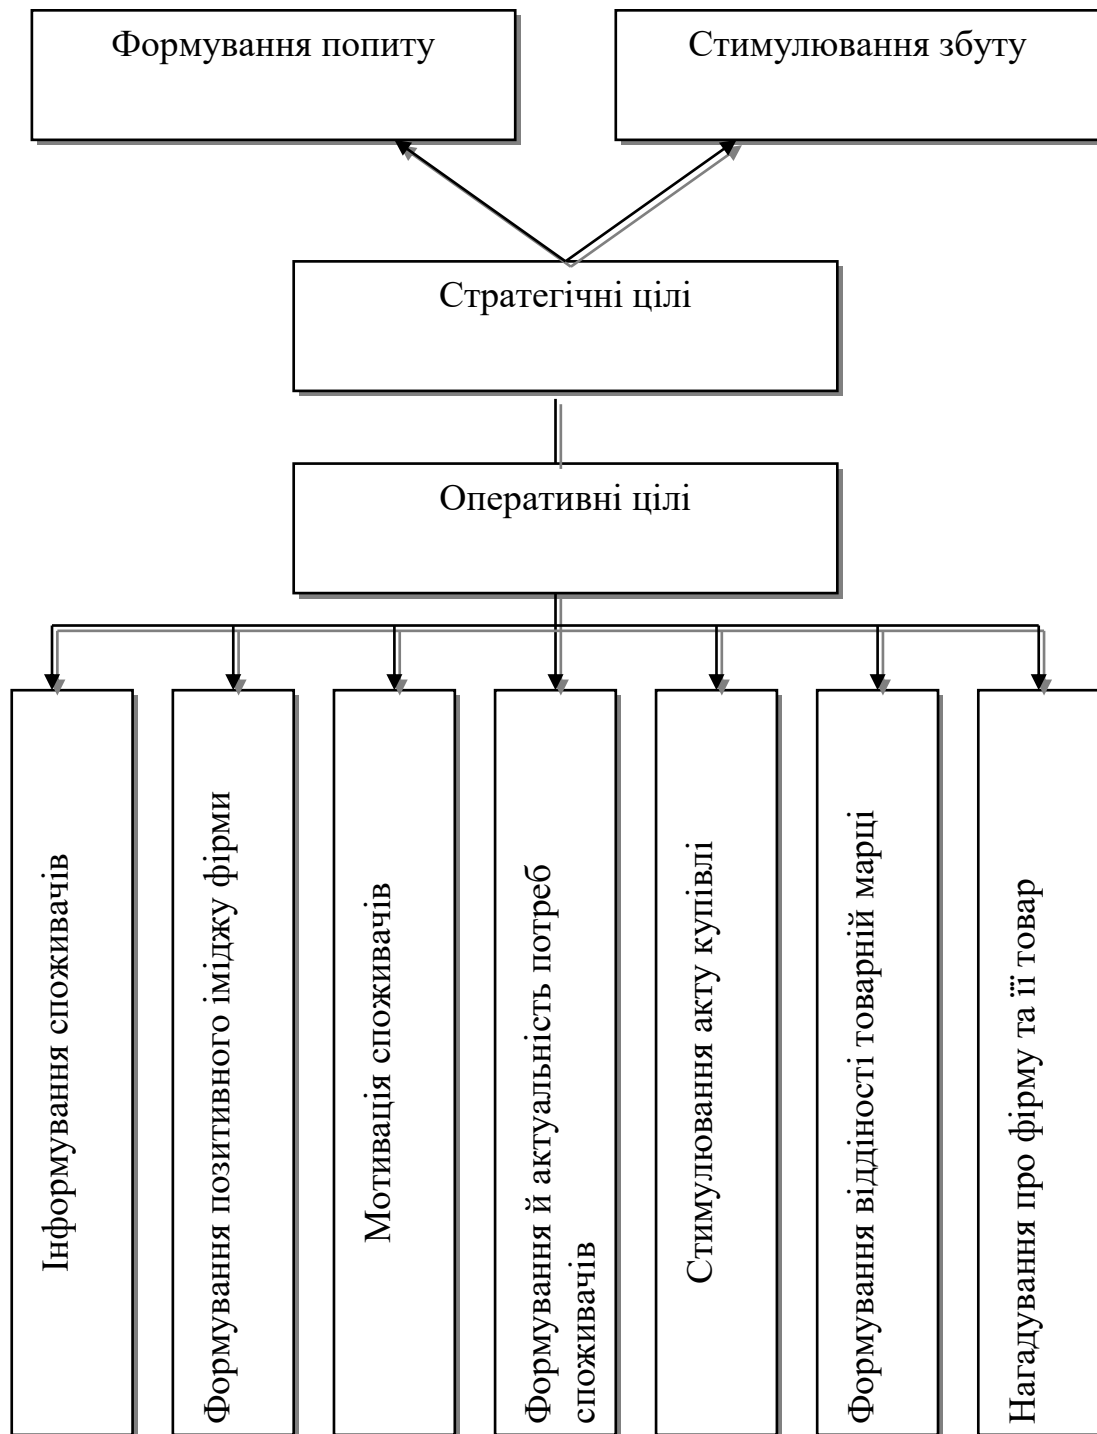 Формування попиту
Стимулювання збуту
Стратегічні цілі
Оперативні цілі
Інформування споживачів
Формування позитивного іміджу фірми
Мотивація споживачів
Формування й актуальність потреб
споживачів
Стимулювання акту купівлі
Формування віддіності товарній марці
Нагадування про фірму та її товар